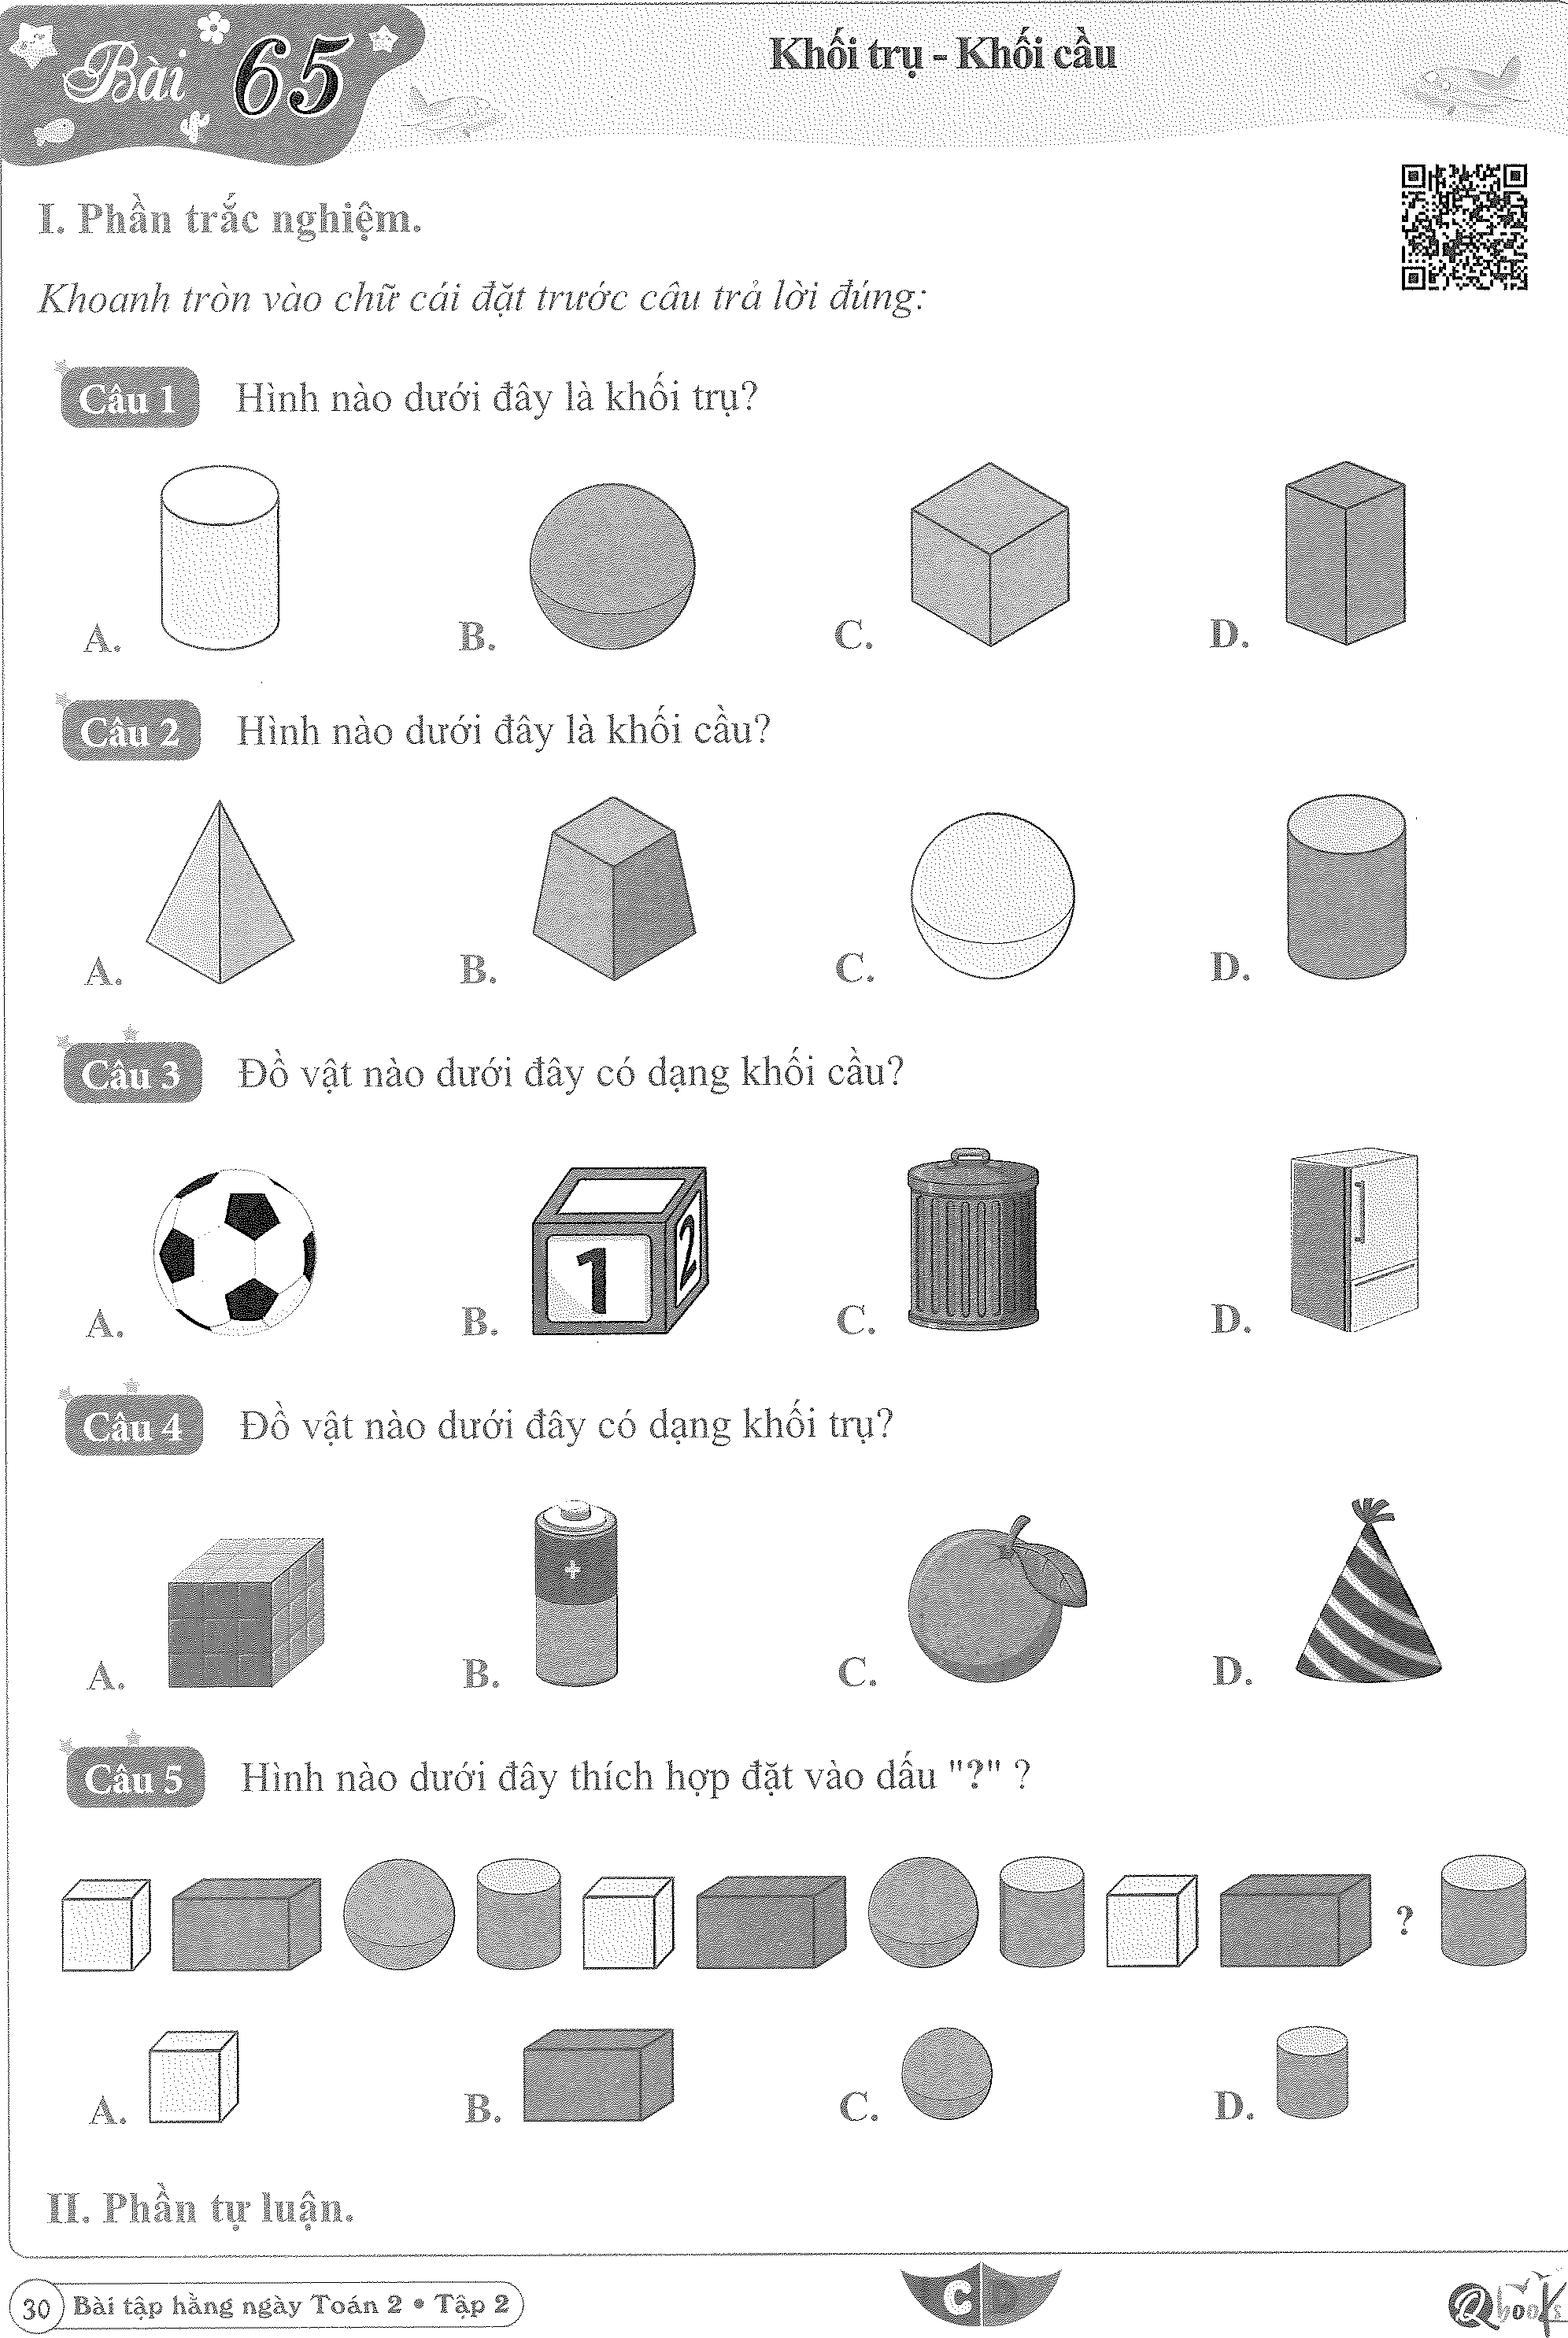 Bài 65
Khối trụ - Khối cầu
I. Phần trắc nghiệm.
Khoanh tròn vào chữ cái đặt trước câu trả lời đúng:
Câu 1 Hình nào dưới đây là khối trụ?
A. B. C. D.
Câu 2 Hình nào dưới đây là khối cầu?
A. B. C. D.
Câu 3 Đồ vật nào dưới đây có dạng khối cầu?
1 2
A. B. C. D.
Câu 4 Đồ vật nào dưới đây có dạng khối trụ?
+
A. B. C. D.
Câu 5 Hình nào dưới đây thích hợp đặt vào dấu "?" ?
?
A. B. C. D.
II. Phần tự luận.
30 Bài tập hằng ngày Toán 2 • Tập 2
CD
QbooKs